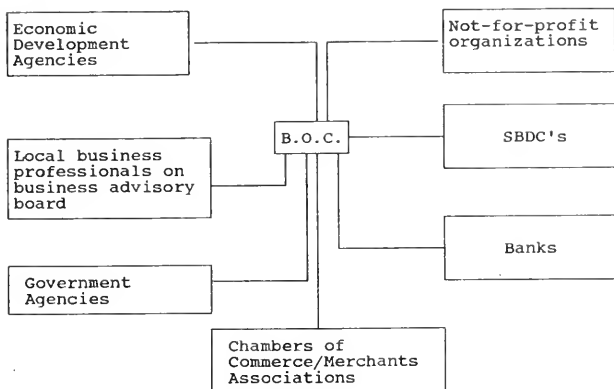 Economic
Development
Agencies
Not-for-profit
organizations
B.O.C.
SBDC's
Local business
professionals on
business advisory
board
Banks
Government
Agencies
Chambers of
Commerce/Merchants
Associations